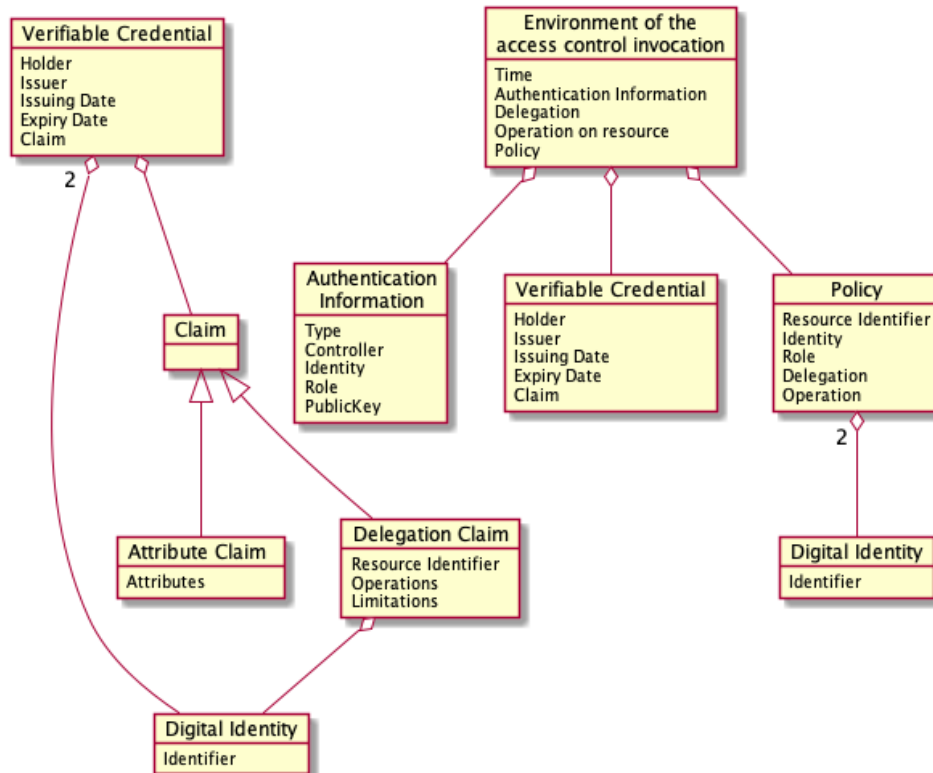 Verifiable Credential
Holder
Issuer
Issuing Date
Expiry Date
Claim
2
Environment of the
access control invocation
Time
Authentication Information
Delegation
Operation on resource
Policy
Authentication
Information
Type
Controller
Identity
Role
PublicKey
Verifiable Credential
Holder
Issuer
Issuing Date
Expiry Date
Claim
Policy
Resource Identifier
Identity
Role
Delegation
Operation
2
Claim
Attribute Claim
Attributes
Delegation Claim
Resource Identifier
Operations
Limitations
Digital Identity
Identifier
Digital Identity
Identifier